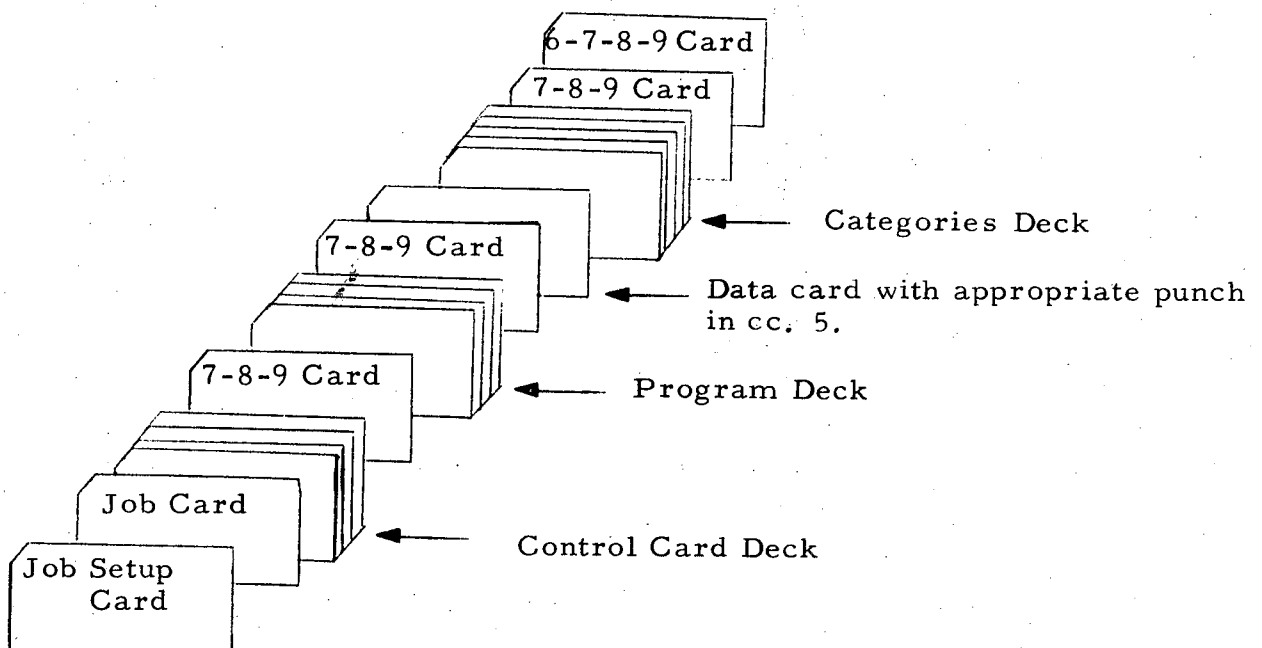 6-7-8-9 Card
7-8-9 Card
Categories Deck
7-8-9 Card
Data card with appropriate punch
in cc. 5.
Program Deck
7-8-9 Card
Job Card
Control Card Deck
Job Setup
Card